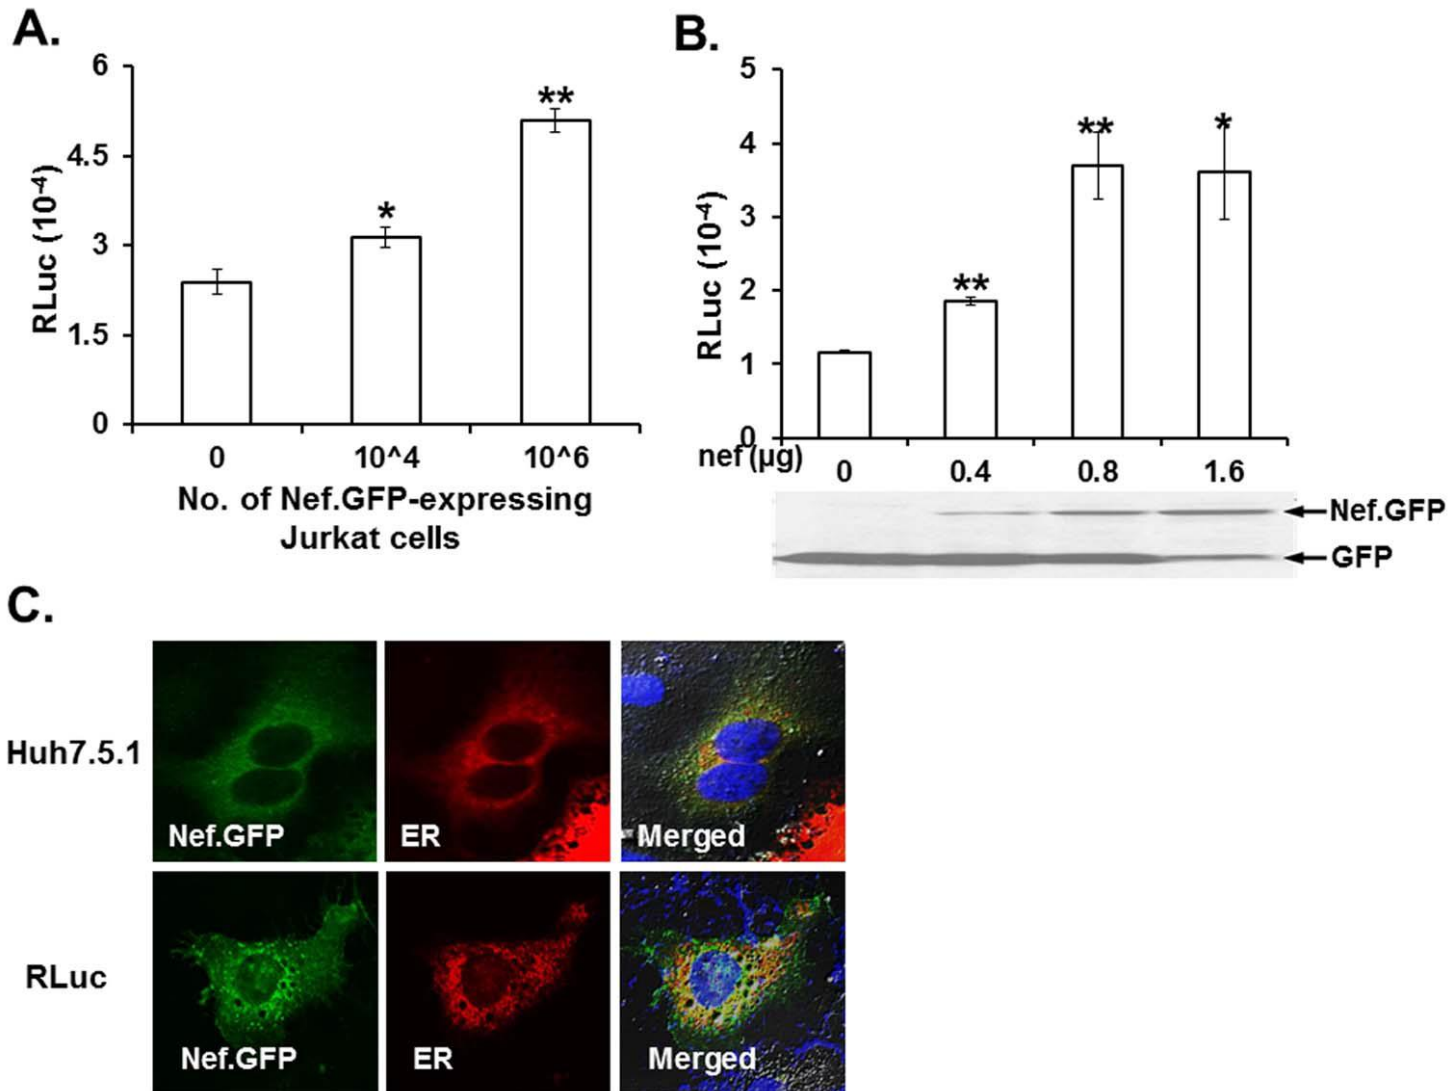 A.
6
4.5
3
1.5
0
RLuc (10-4)
*
**
0 10^4 10^6
No. of Nef.GFP-expressing
Jurkat cells
B.
5
4
3
2
1
0
RLuc (10-4)
**
**
*
nef (µg)
0 0.4 0.8 1.6
Nef.GFP
GFP
C.
Huh7.5.1
Nef.GFP ER Merged
RLuc
Nef.GFP ER Merged